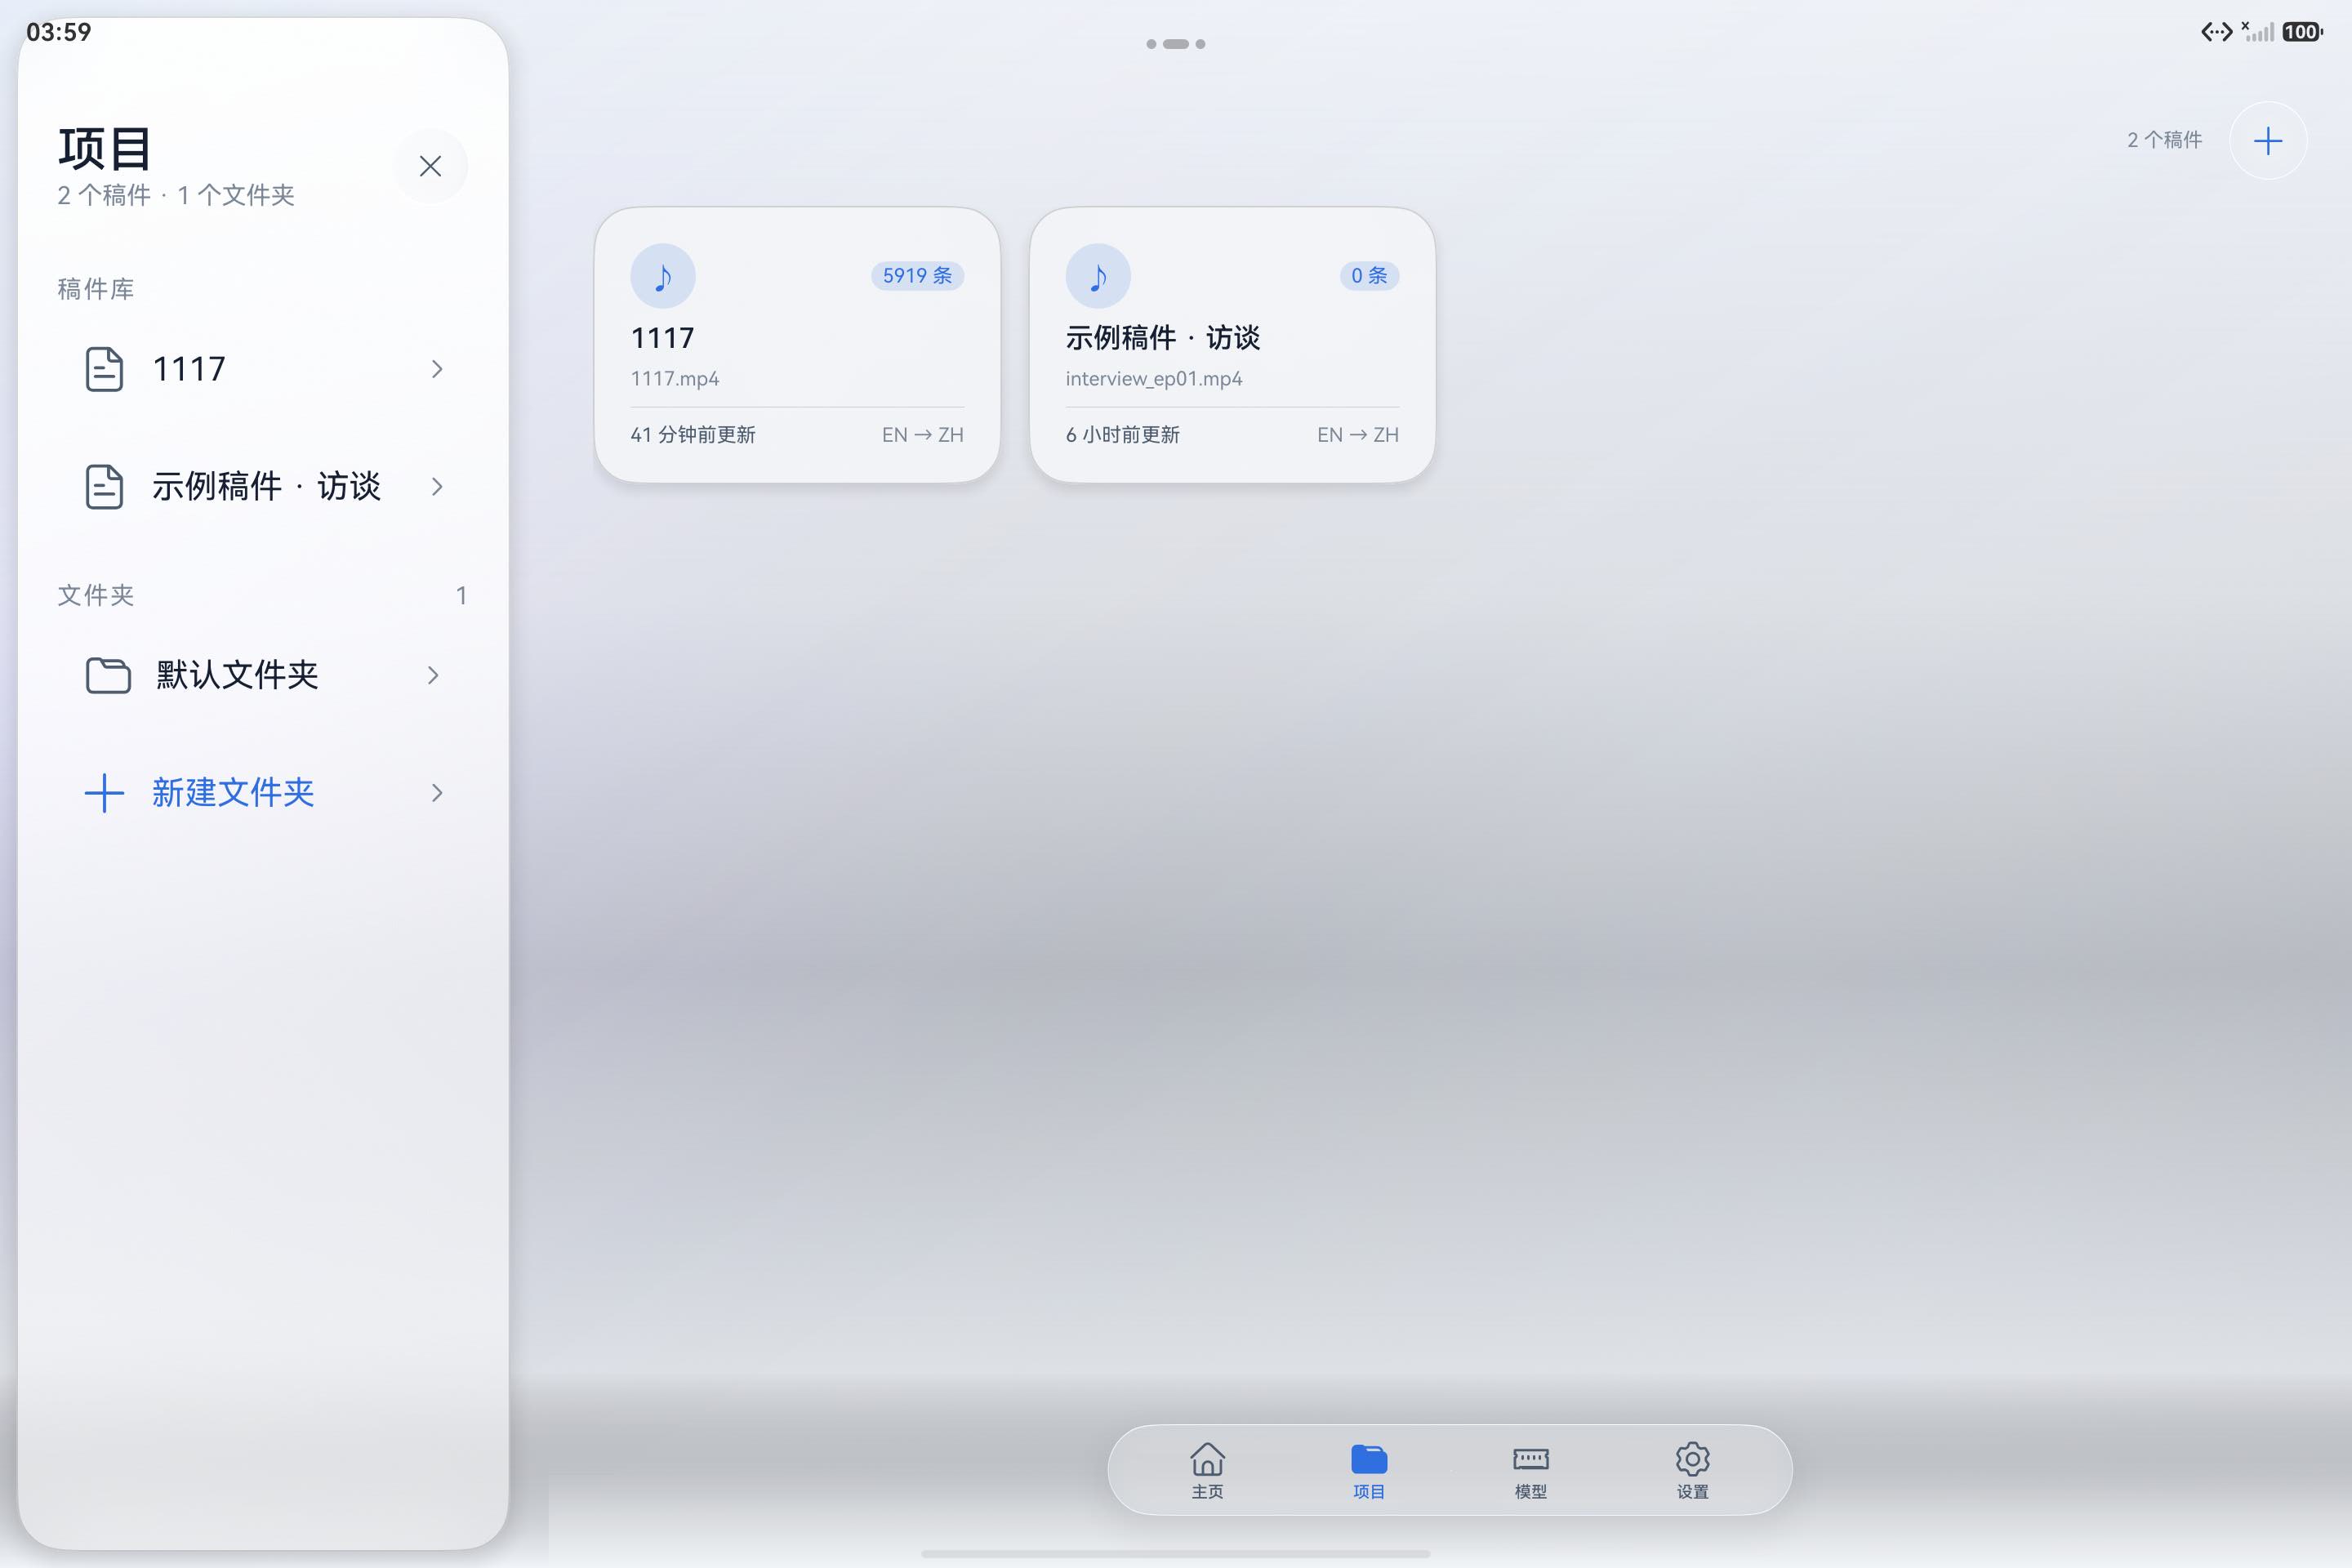 03:59
100
项目
2 个稿件 · 1 个文件夹
稿件库
1117
示例稿件 · 访谈
文件夹
1
默认文件夹
新建文件夹
2 个稿件
5919 条
1117
1117.mp4
41 分钟前更新
EN → ZH
0 条
示例稿件 · 访谈
interview_ep01.mp4
6 小时前更新
EN → ZH
主页
项目
模型
设置